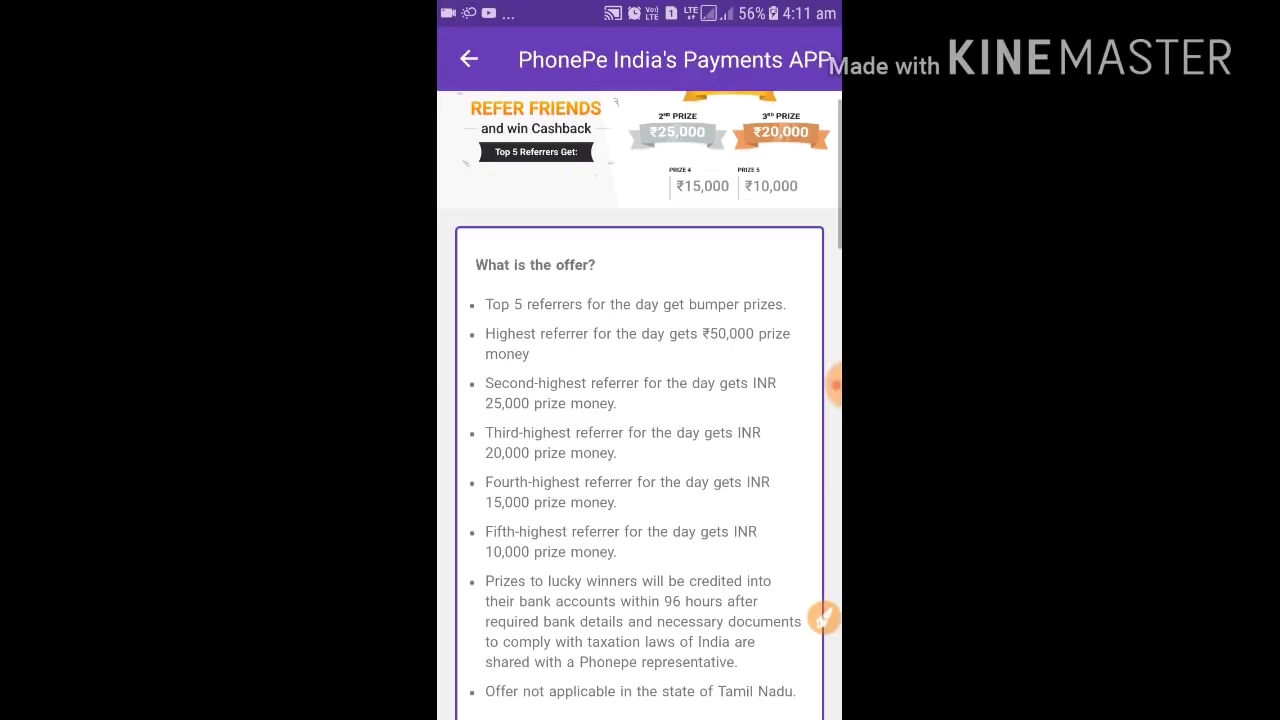 ... Vo) LTE 1 LTE 56% 4:11 am
PhonePe India's Payments APP
Made with KINEMASTER
REFER FRIENDS
and win Cashback
Top 5 Referrers Get:
2ND PRIZE
₹25,000
3RD PRIZE
₹20,000
PRIZE 4
₹15,000
PRIZE 5
₹10,000
What is the offer?
• Top 5 referrers for the day get bumper prizes.
• Highest referrer for the day gets ₹50,000 prize
money
• Second-highest referrer for the day gets INR
25,000 prize money.
• Third-highest referrer for the day gets INR
20,000 prize money.
• Fourth-highest referrer for the day gets INR
15,000 prize money.
• Fifth-highest referrer for the day gets INR
10,000 prize money.
• Prizes to lucky winners will be credited into
their bank accounts within 96 hours after
required bank details and necessary documents
to comply with taxation laws of India are
shared with a Phonepe representative.
• Offer not applicable in the state of Tamil Nadu.